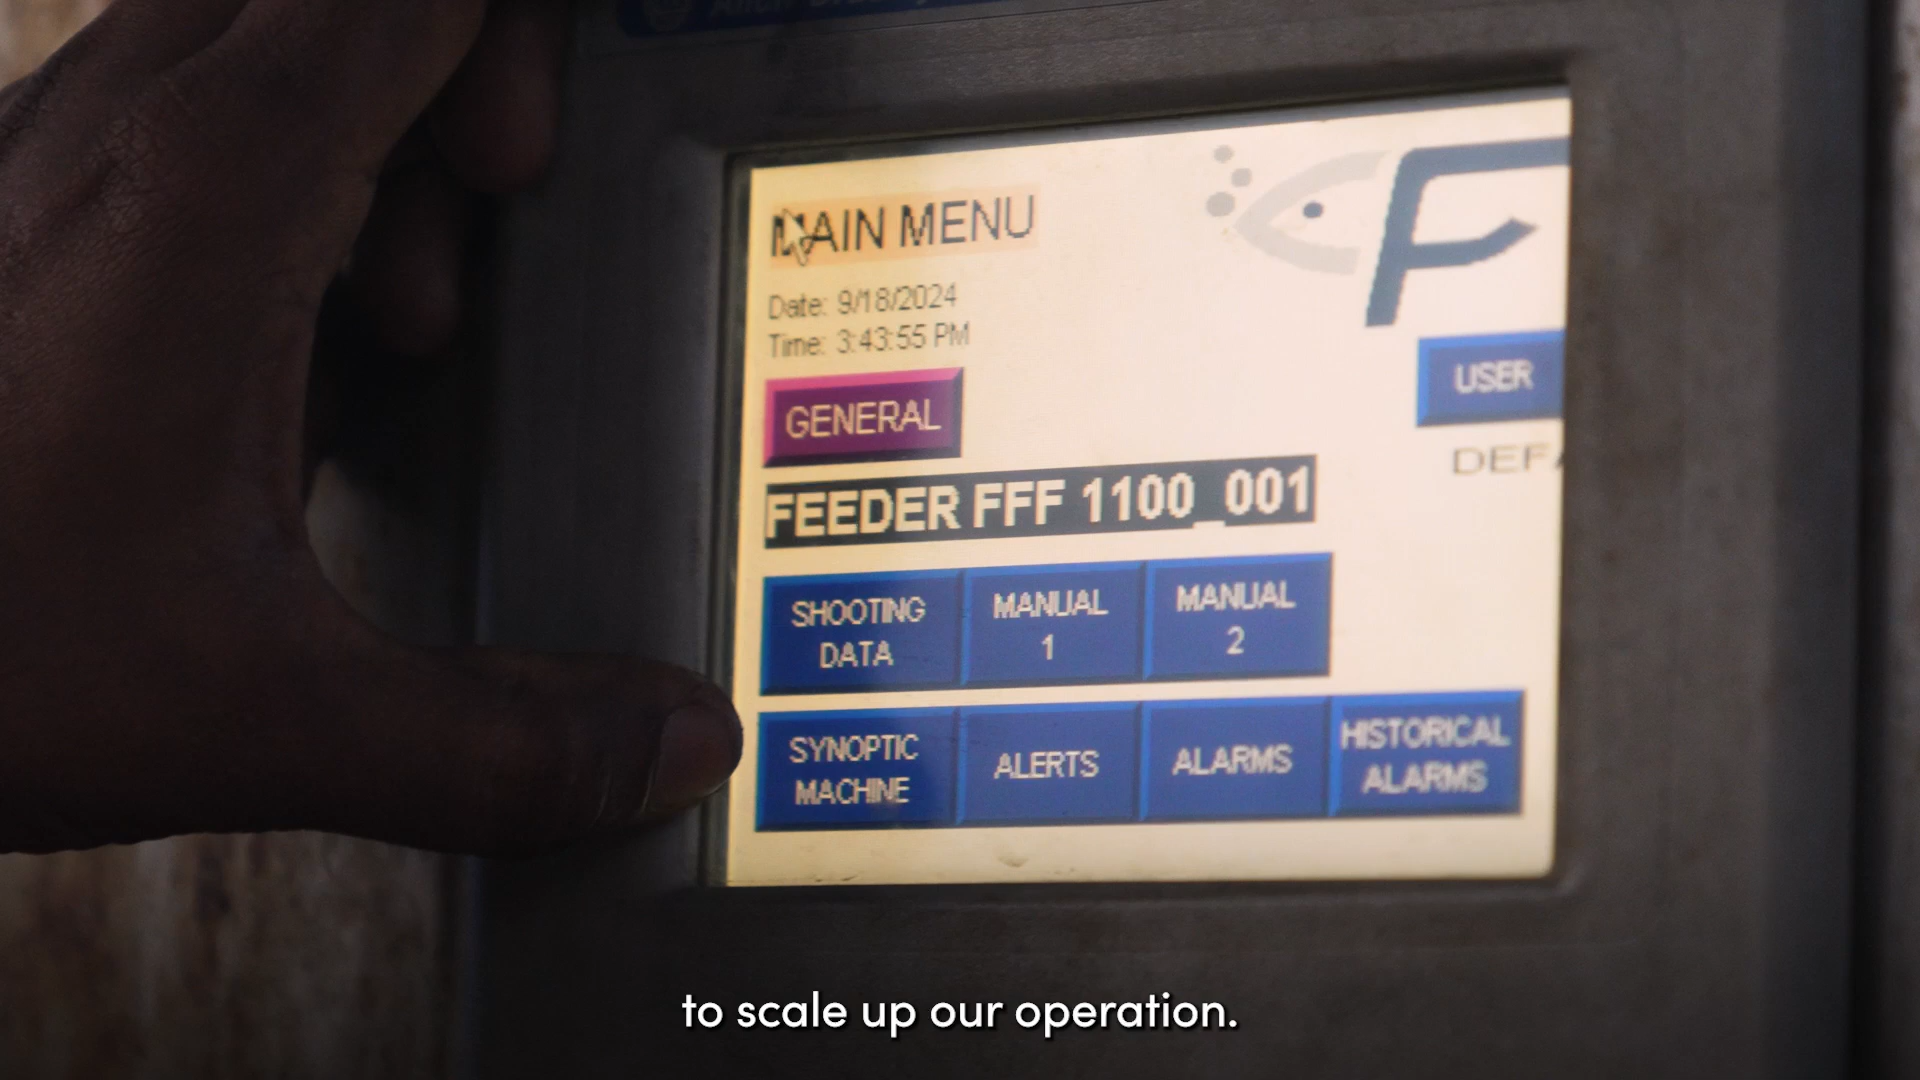 MAIN MENU
Date: 9/18/2024
Time: 3:43:55 PM
GENERAL
USER
FEEDER FFF 1100_001
SHOOTING
DATA
MANUAL
1
MANUAL
2
SYNOPTIC
MACHINE
ALERTS
ALARMS
HISTORICAL
ALARMS
to scale up our operation.